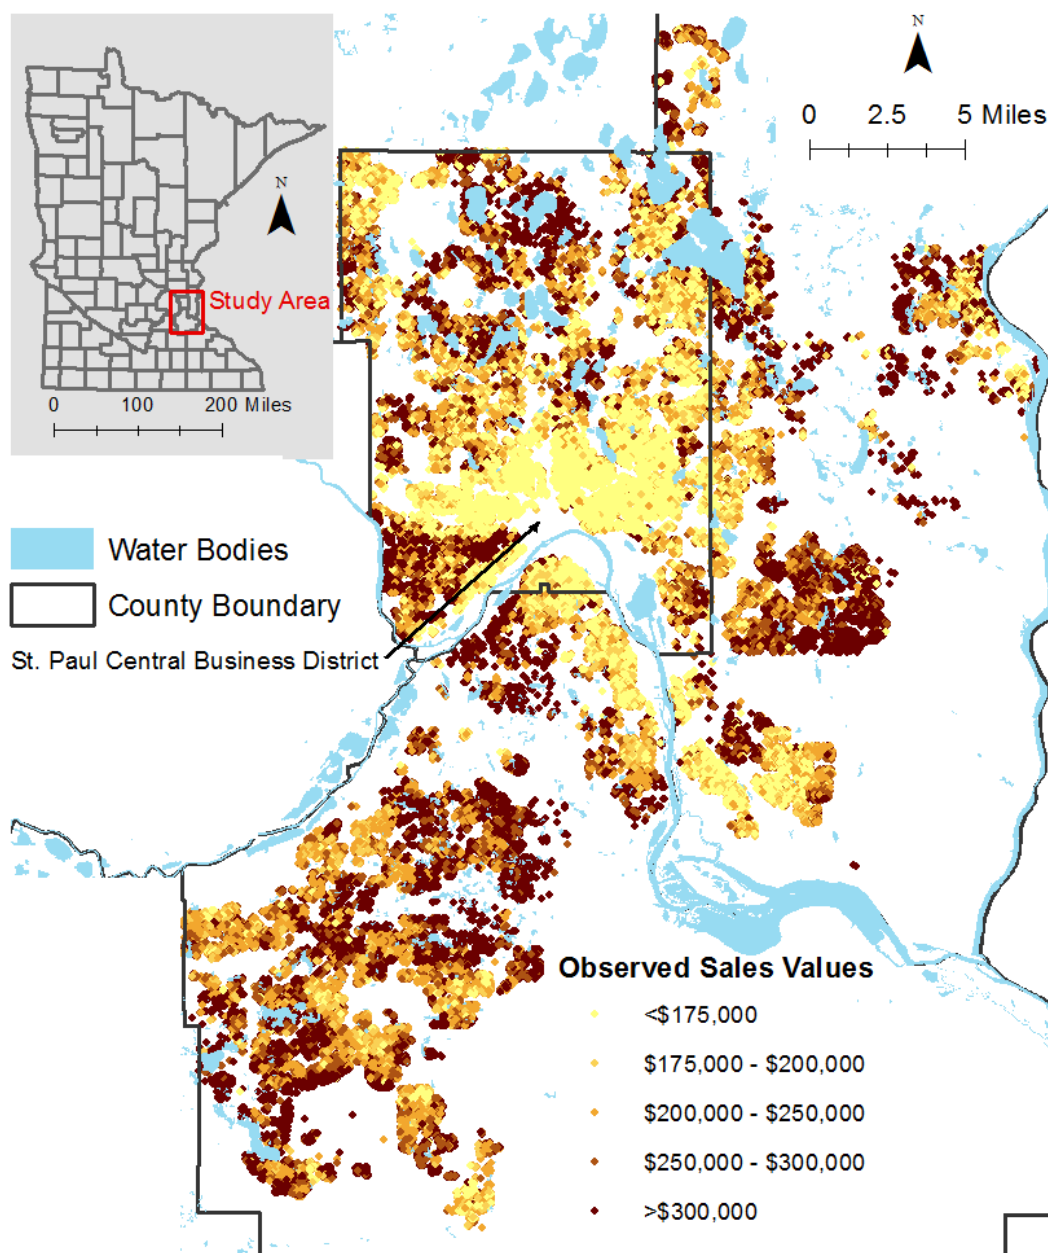 N
0 2.5 5 Miles
N
Study Area
0 100 200 Miles
Water Bodies
County Boundary
St. Paul Central Business District
Observed Sales Values
<$175,000
$175,000 - $200,000
$200,000 - $250,000
$250,000 - $300,000
>$300,000